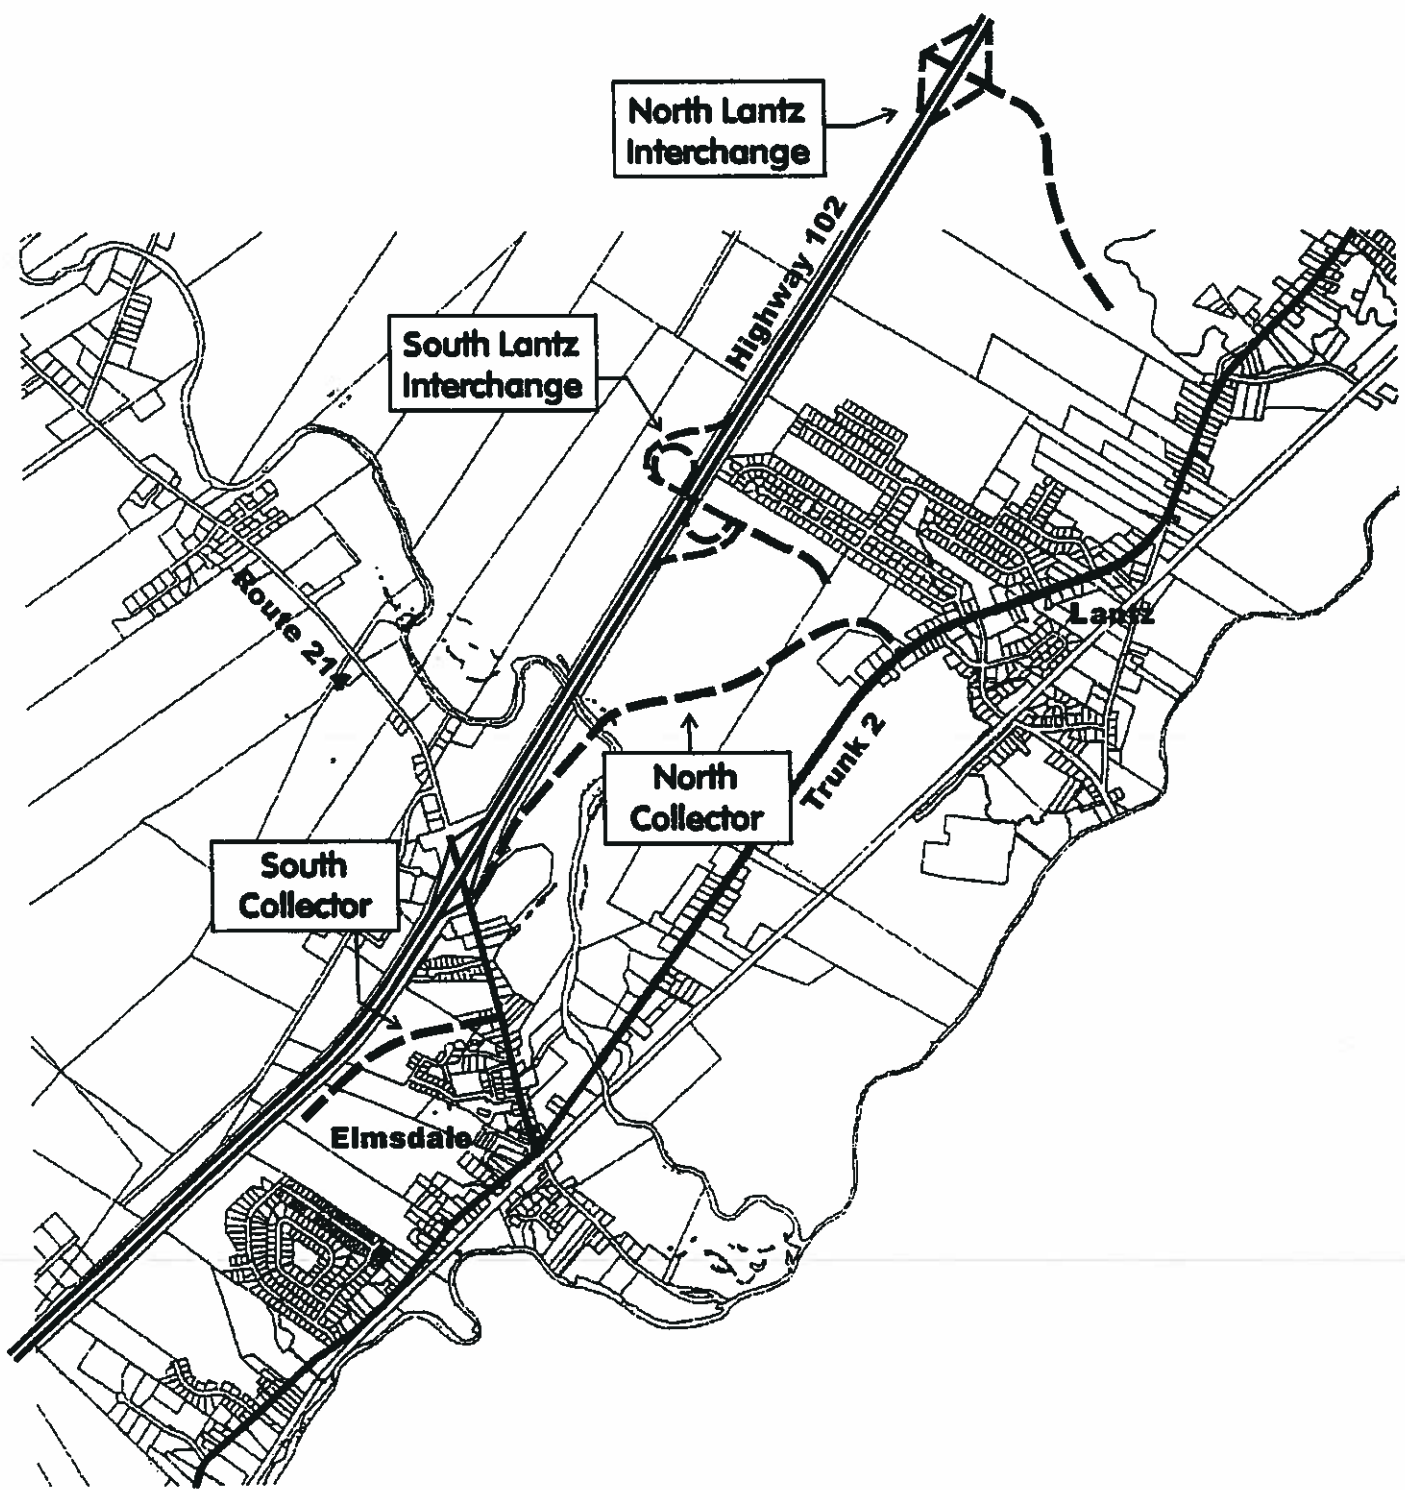 North Lantz
Interchange
Highway 102
South Lantz
Interchange
Route 214
Lantz
Trunk 2
North
Collector
South
Collector
Elmsdale